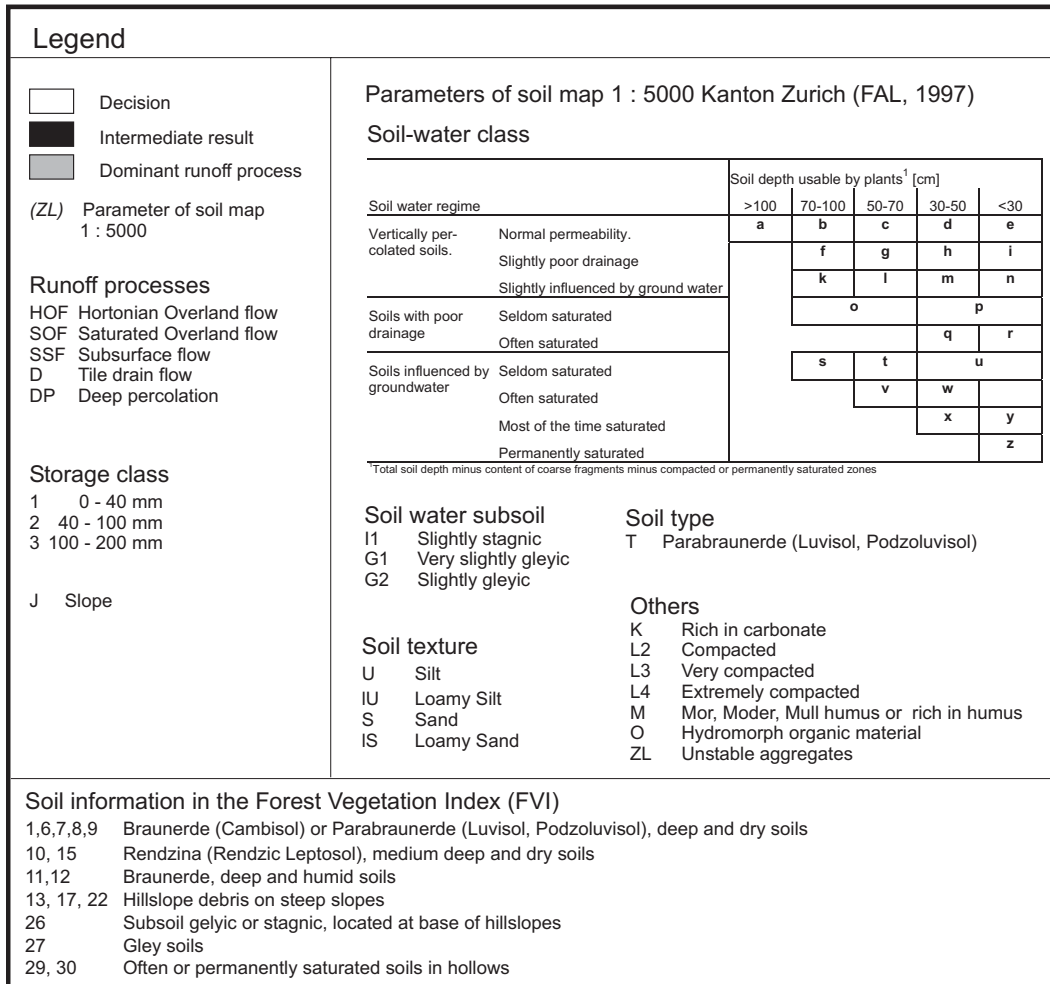 Legend
Decision
Intermediate result
Dominant runoff process
(ZL) Parameter of soil map
1 : 5000
Runoff processes
HOF Hortonian Overland flow
SOF Saturated Overland flow
SSF Subsurface flow
D Tile drain flow
DP Deep percolation
Storage class
1 0 - 40 mm
2 40 - 100 mm
3 100 - 200 mm
J Slope
Parameters of soil map 1 : 5000 Kanton Zurich (FAL, 1997)
Soil-water class
Soil depth usable by plants¹ [cm]
Soil water regime >100 70-100 50-70 30-50 <30
Vertically per-
colated soils.
Normal permeability. a b c d e
Slightly poor drainage f g h i
Slightly influenced by ground water k l m n
Soils with poor
drainage
Seldom saturated o p
Often saturated q r
Soils influenced by
groundwater
Seldom saturated s t u
Often saturated v w
Most of the time saturated x y
Permanently saturated z
¹Total soil depth minus content of coarse fragments minus compacted or permanently saturated zones
Soil water subsoil
I1 Slightly stagnic
G1 Very slightly gleyic
G2 Slightly gleyic
Soil type
T Parabraunerde (Luvisol, Podzoluvisol)
Soil texture
U Silt
lU Loamy Silt
S Sand
lS Loamy Sand
Others
K Rich in carbonate
L2 Compacted
L3 Very compacted
L4 Extremely compacted
M Mor, Moder, Mull humus or rich in humus
O Hydromorph organic material
ZL Unstable aggregates
Soil information in the Forest Vegetation Index (FVI)
1,6,7,8,9 Braunerde (Cambisol) or Parabraunerde (Luvisol, Podzoluvisol), deep and dry soils
10, 15 Rendzina (Rendzic Leptosol), medium deep and dry soils
11,12 Braunerde, deep and humid soils
13, 17, 22 Hillslope debris on steep slopes
26 Subsoil gelyic or stagnic, located at base of hillslopes
27 Gley soils
29, 30 Often or permanently saturated soils in hollows